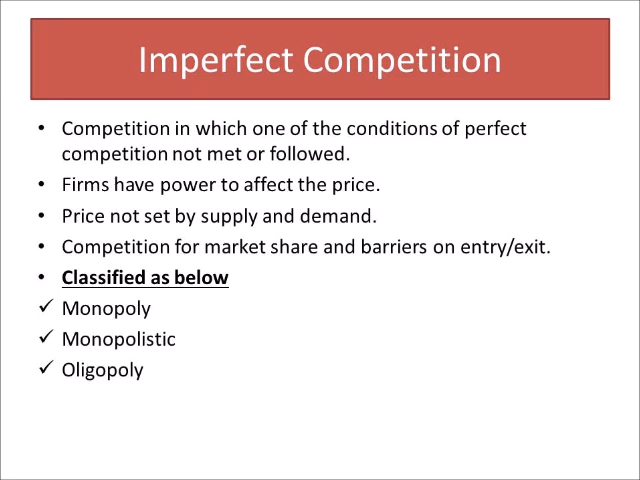 Imperfect Competition
• Competition in which one of the conditions of perfect
competition not met or followed.
• Firms have power to affect the price.
• Price not set by supply and demand.
• Competition for market share and barriers on entry/exit.
• Classified as below
✓ Monopoly
✓ Monopolistic
✓ Oligopoly